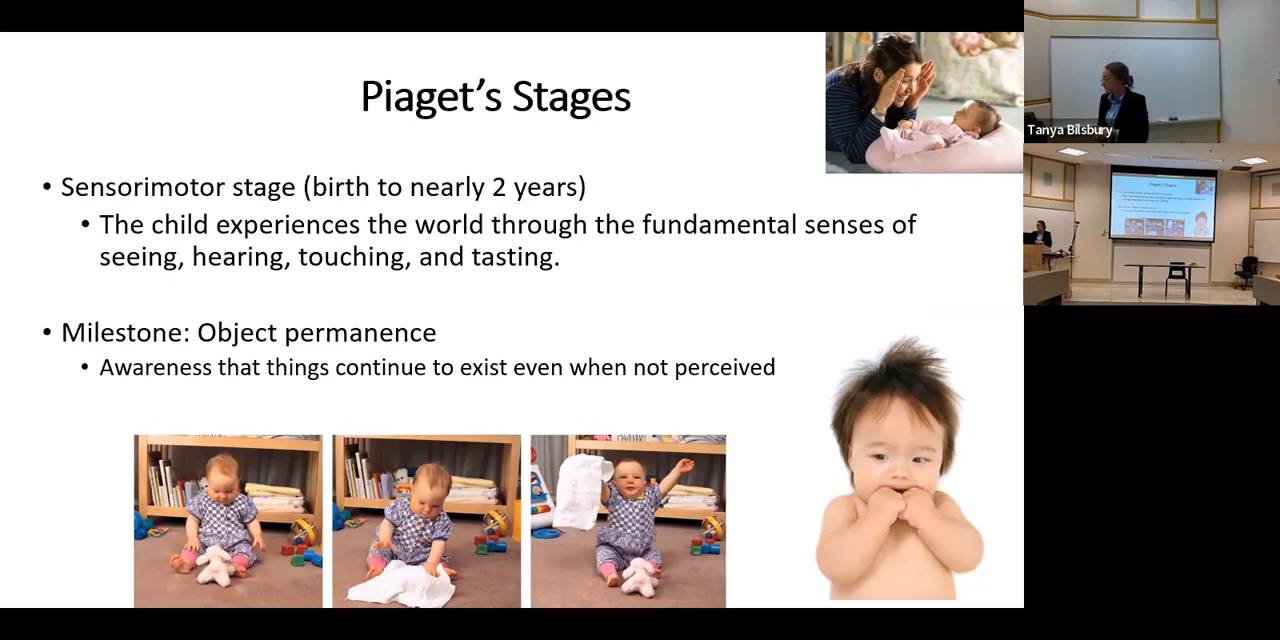 Piaget's Stages
• Sensorimotor stage (birth to nearly 2 years)
• The child experiences the world through the fundamental senses of
seeing, hearing, touching, and tasting.
• Milestone: Object permanence
• Awareness that things continue to exist even when not perceived
Tanya Bilsbury
Piaget's Stages